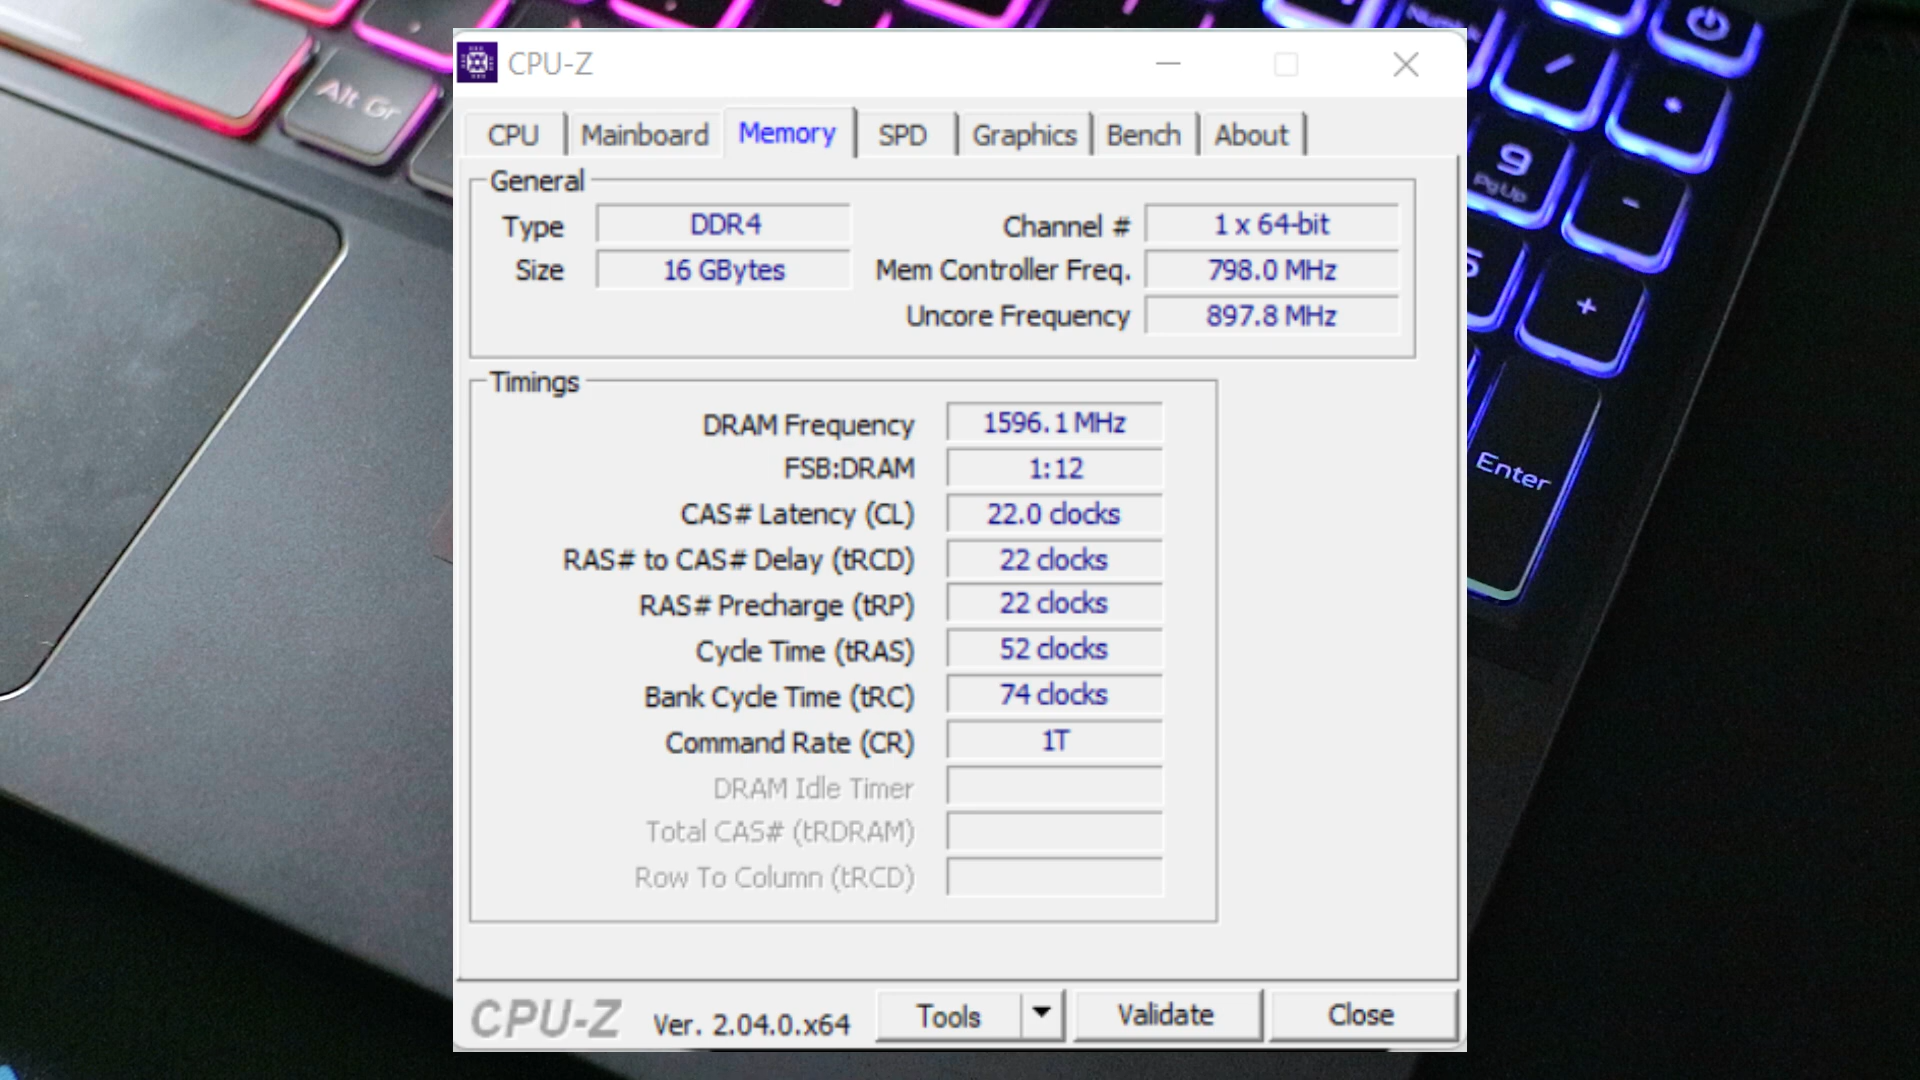 Alt Gr
9
PgUp
/
*
-
+
Enter
CPU-Z
CPU Mainboard Memory SPD Graphics Bench About
General
Type DDR4 Channel # 1 x 64-bit
Size 16 GBytes Mem Controller Freq. 798.0 MHz
Uncore Frequency 897.8 MHz
Timings
DRAM Frequency 1596.1 MHz
FSB:DRAM 1:12
CAS# Latency (CL) 22.0 clocks
RAS# to CAS# Delay (tRCD) 22 clocks
RAS# Precharge (tRP) 22 clocks
Cycle Time (tRAS) 52 clocks
Bank Cycle Time (tRC) 74 clocks
Command Rate (CR) 1T
DRAM Idle Timer
Total CAS# (tRDRAM)
Row To Column (tRCD)
CPU-Z Ver. 2.04.0.x64 Tools Validate Close